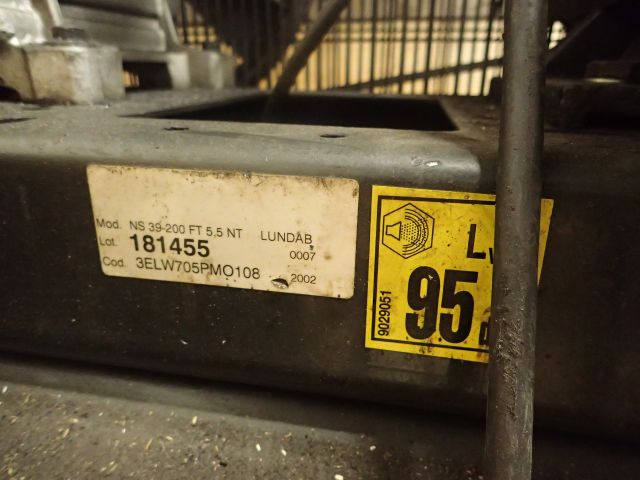 Mod. NS 39-200 FT 5.5 NT LUNDAB
Lot. 181455 0007
Cod. 3ELW705PMO108 2002
L
95
9029051